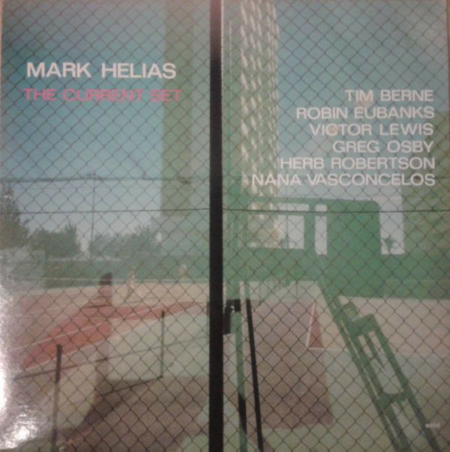 MARK HELIAS
THE CURRENT SET
TIM BERNE
ROBIN EUBANKS
VICTOR LEWIS
GREG OSBY
HERB ROBERTSON
NANA VASCONCELOS